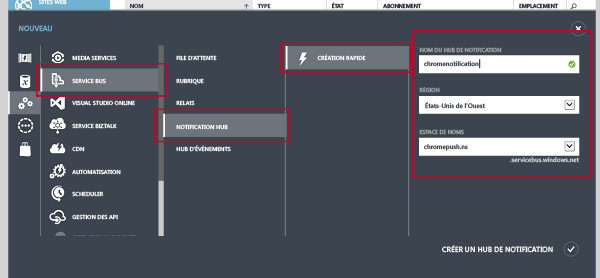 SITES WEB
NOM
TYPE
ÉTAT
ABONNEMENT
EMPLACEMENT
NOUVEAU
MEDIA SERVICES
SERVICE BUS
VISUAL STUDIO ONLINE
SERVICE BIZTALK
CDN
AUTOMATISATION
SCHEDULER
GESTION DES API
FILE D'ATTENTE
RUBRIQUE
RELAIS
NOTIFICATION HUB
HUB D'ÉVÉNEMENTS
CRÉATION RAPIDE
NOM DU HUB DE NOTIFICATION
chromenotification
RÉGION
États-Unis de l'Ouest
ESPACE DE NOMS
chromepush.ns
.servicebus.windows.net
CRÉER UN HUB DE NOTIFICATION